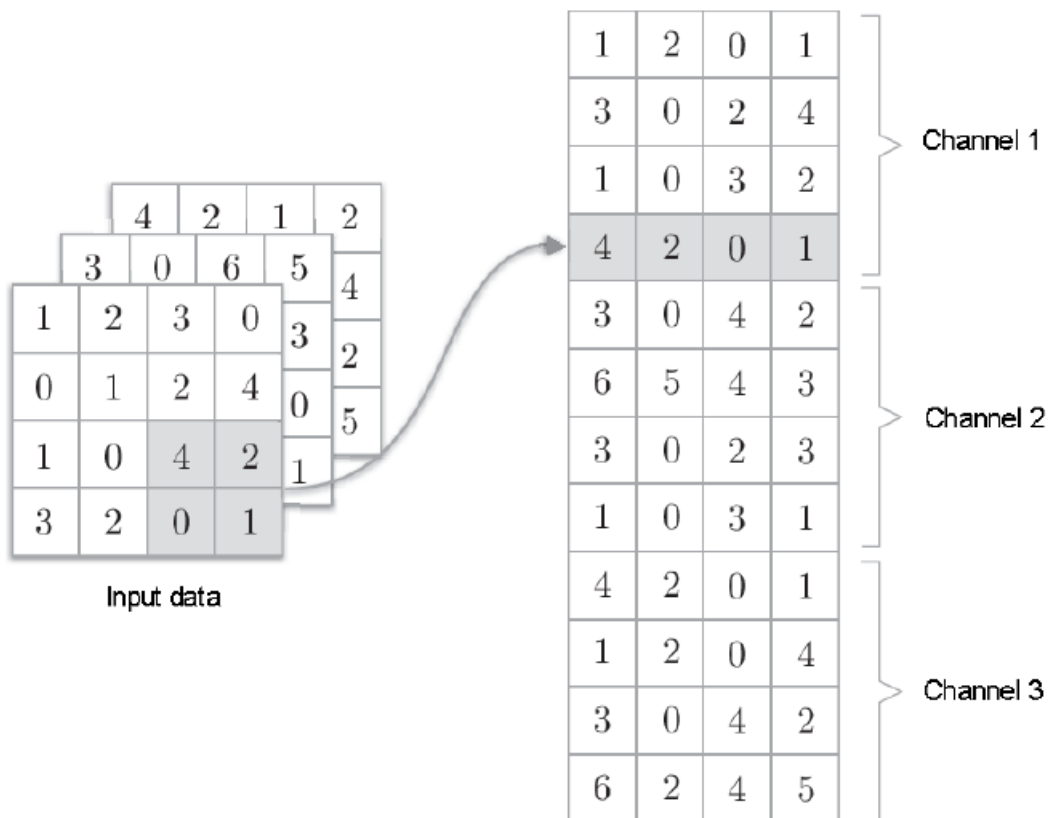 4 2 1 2
4
2
5
3 0 6 5
3
0
1
1 2 3 0
0 1 2 4
1 0 4 2
3 2 0 1
Input data
1 2 0 1
3 0 2 4
1 0 3 2
4 2 0 1
Channel 1
3 0 4 2
6 5 4 3
3 0 2 3
1 0 3 1
Channel 2
4 2 0 1
1 2 0 4
3 0 4 2
6 2 4 5
Channel 3